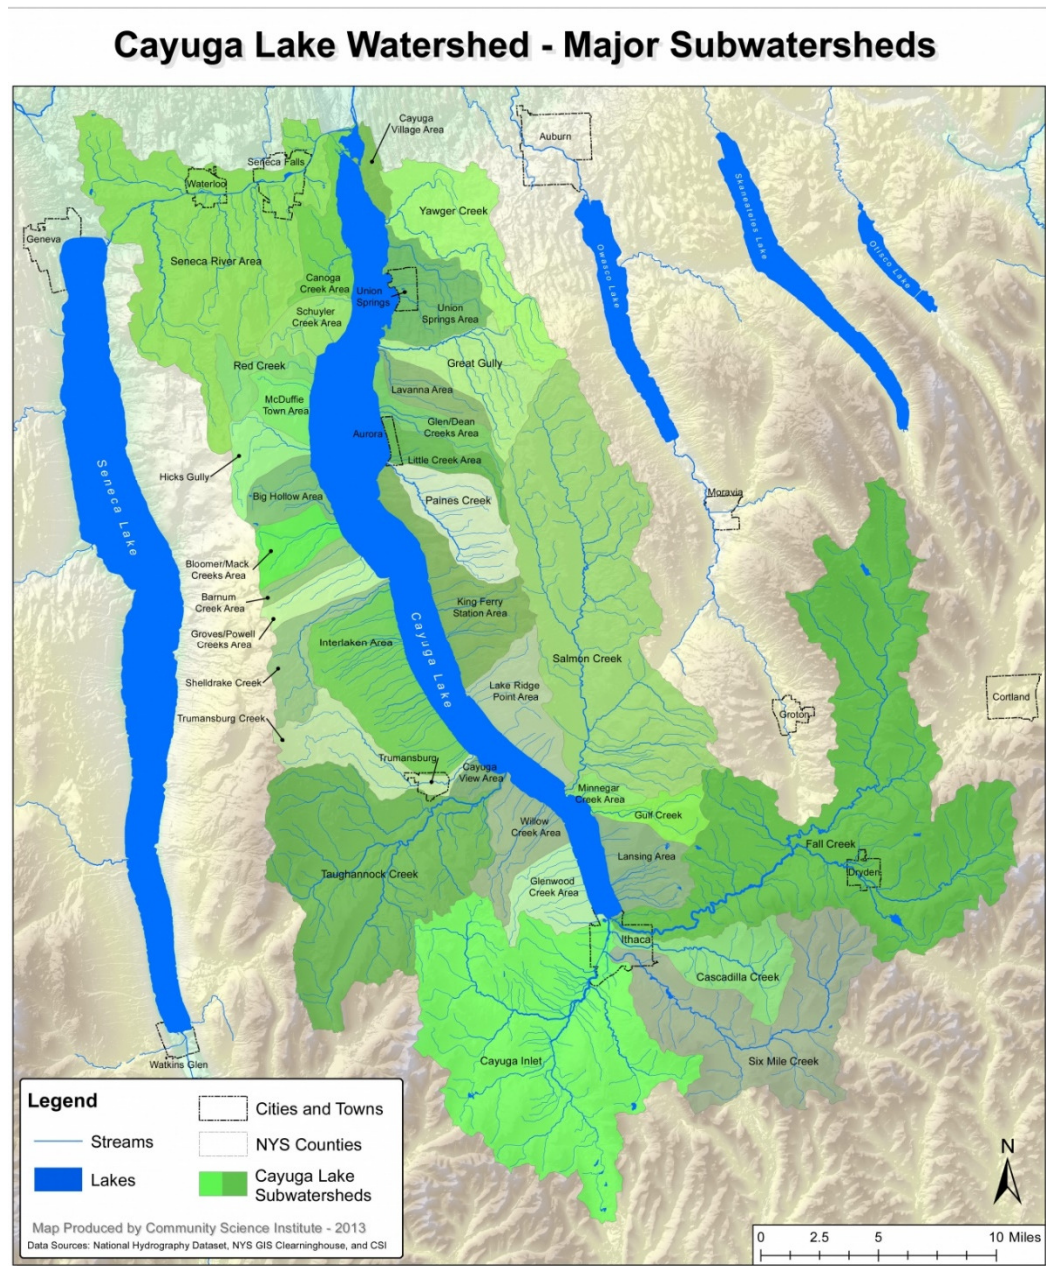 Cayuga Lake Watershed - Major Subwatersheds
Cayuga
Village Area
Auburn
Seneca Falls
Waterloo
Yawger Creek
Skaneateles Lake
Geneva
Owasco Lake
Otisco Lake
Seneca River Area
Canoga
Creek Area
Union
Springs
Schuyler
Creek Area
Union
Springs Area
Red Creek
Great Gully
Lavanna Area
McDuffie
Town Area
Glen/Dean
Creeks Area
Aurora
Little Creek Area
Hicks Gully
Seneca Lake
Big Hollow Area
Paines Creek
Moravia
Bloomer/Mack
Creeks Area
Barnum
Creek Area
King Ferry
Station Area
Groves/Powell
Creeks Area
Interlaken Area
Cayuga Lake
Salmon Creek
Sheldrake Creek
Lake Ridge
Point Area
Cortland
Trumansburg Creek
Groton
Trumansburg
Cayuga
View Area
Minnegar
Creek Area
Gulf Creek
Willow
Creek Area
Fall Creek
Lansing Area
Dryden
Taughannock Creek
Glenwood
Creek Area
Ithaca
Cascadilla Creek
Cayuga Inlet
Six Mile Creek
Watkins Glen
Legend
Streams
Lakes
Cities and Towns
NYS Counties
Cayuga Lake
Subwatersheds
Map Produced by Community Science Institute - 2013
Data Sources: National Hydrography Dataset, NYS GIS Clearninghouse, and CSI
N
0 2.5 5 10 Miles